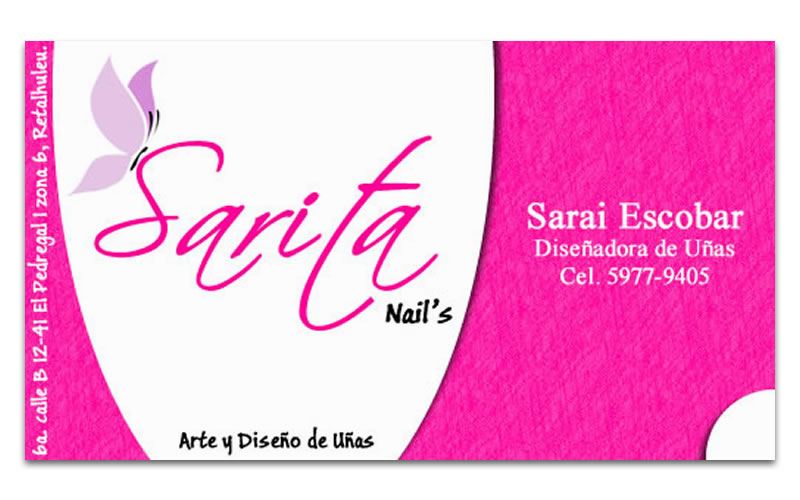 6a. calle B 12-41 El Pedregal 1 zona 6, Retalhuleu.
Sarita
Nail's
Arte y Diseño de Uñas
Sarai Escobar
Diseñadora de Uñas
Cel. 5977-9405